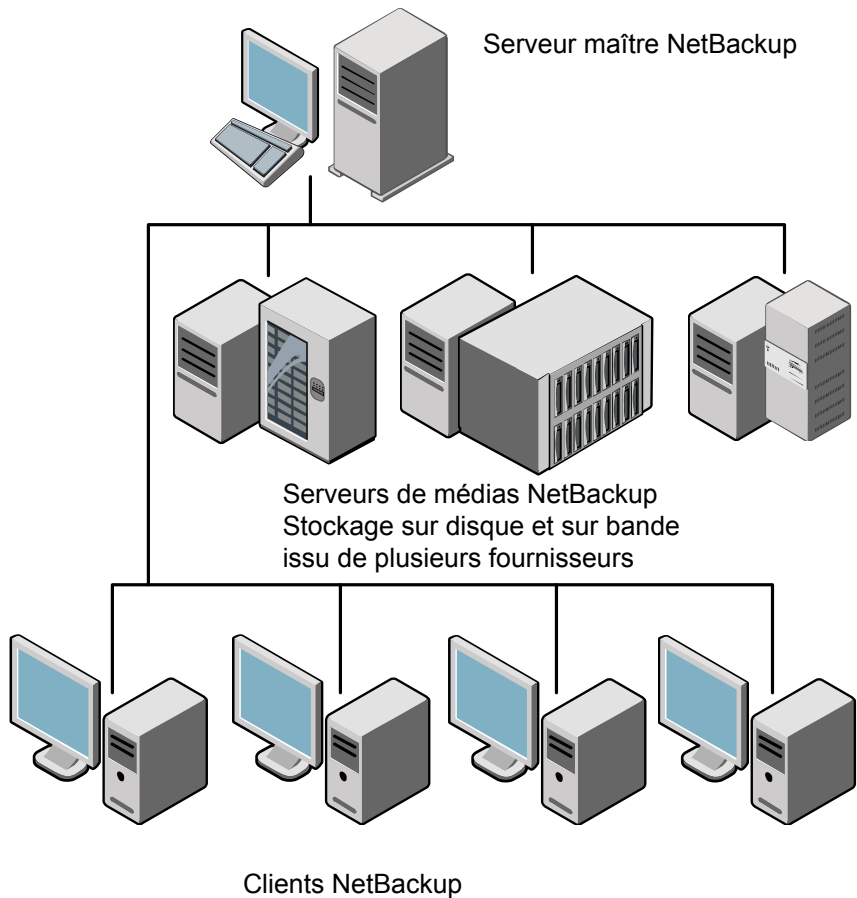 Serveur maître NetBackup
Serveurs de médias NetBackup
Stockage sur disque et sur bande
issu de plusieurs fournisseurs
Clients NetBackup